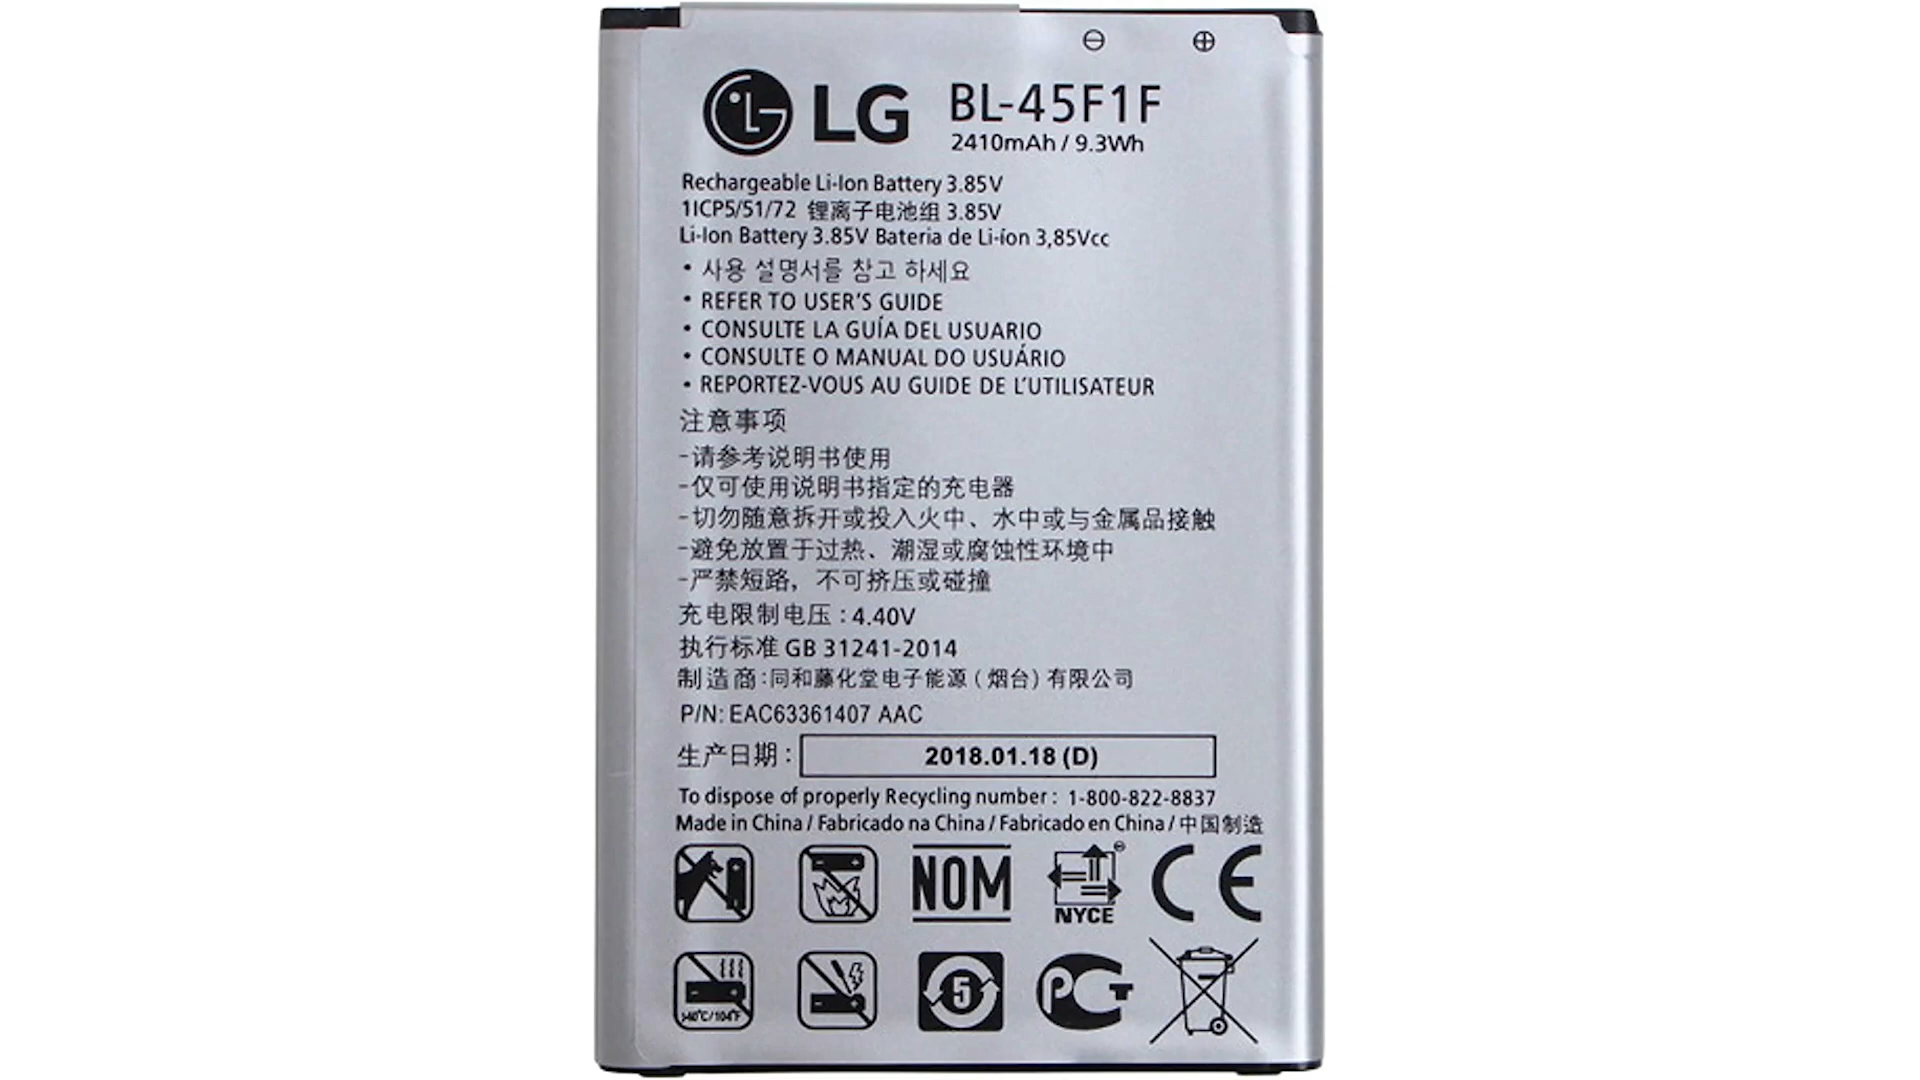 LG BL-45F1F
2410mAh / 9.3Wh
Rechargeable Li-Ion Battery 3.85V
1ICP5/51/72 锂离子电池组 3.85V
Li-Ion Battery 3.85V Bateria de Li-íon 3,85Vcc
• 사용 설명서를 참고 하세요
• REFER TO USER'S GUIDE
• CONSULTE LA GUÍA DEL USUARIO
• CONSULTE O MANUAL DO USUÁRIO
• REPORTEZ-VOUS AU GUIDE DE L'UTILISATEUR
注意事项
-请参考说明书使用
-仅可使用说明书指定的充电器
-切勿随意拆开或投入火中、水中或与金属品接触
-避免放置于过热、潮湿或腐蚀性环境中
-严禁短路，不可挤压或碰撞
充电限制电压：4.40V
执行标准 GB 31241-2014
制造商:同和藤化堂电子能源(烟台)有限公司
P/N: EAC63361407 AAC
生产日期： 2018.01.18 (D)
To dispose of properly Recycling number : 1-800-822-8837
Made in China / Fabricado na China / Fabricado en China / 中国制造
NOM NYCE CE
>40°C/104°F 5 PCT